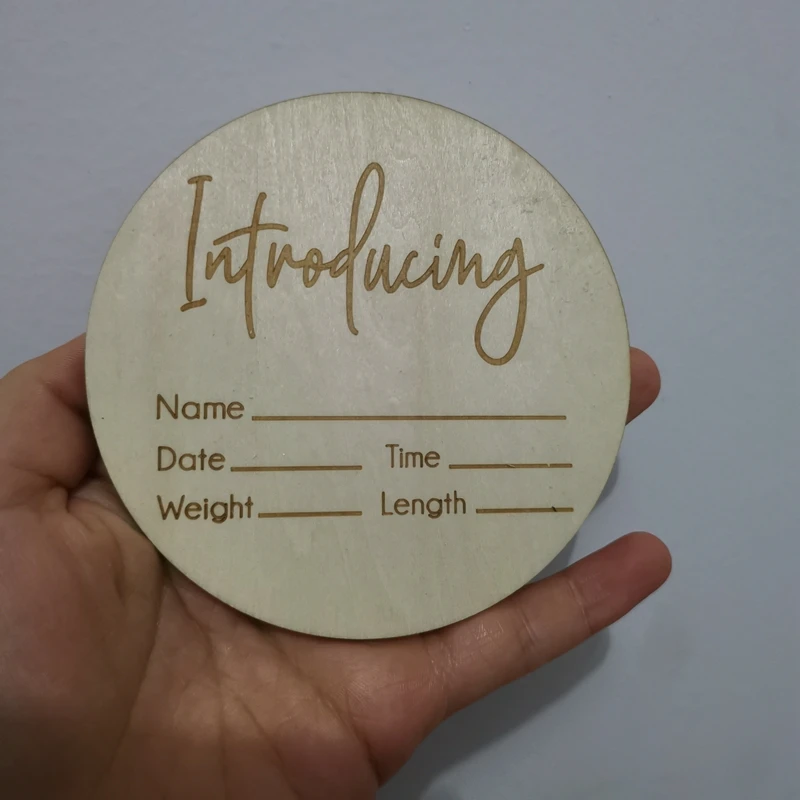 Introducing
Name
Date Time
Weight Length